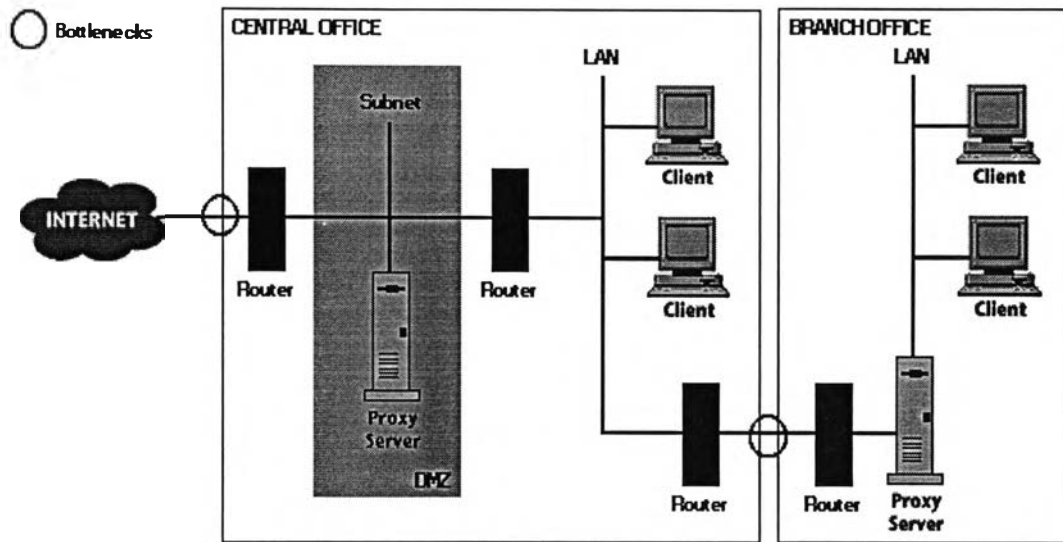 Bottlenecks
CENTRAL OFFICE
BRANCH OFFICE
LAN
LAN
Subnet
Client
Client
INTERNET
Router
Router
Client
Client
Proxy
Server
DMZ
Router
Router
Proxy
Server